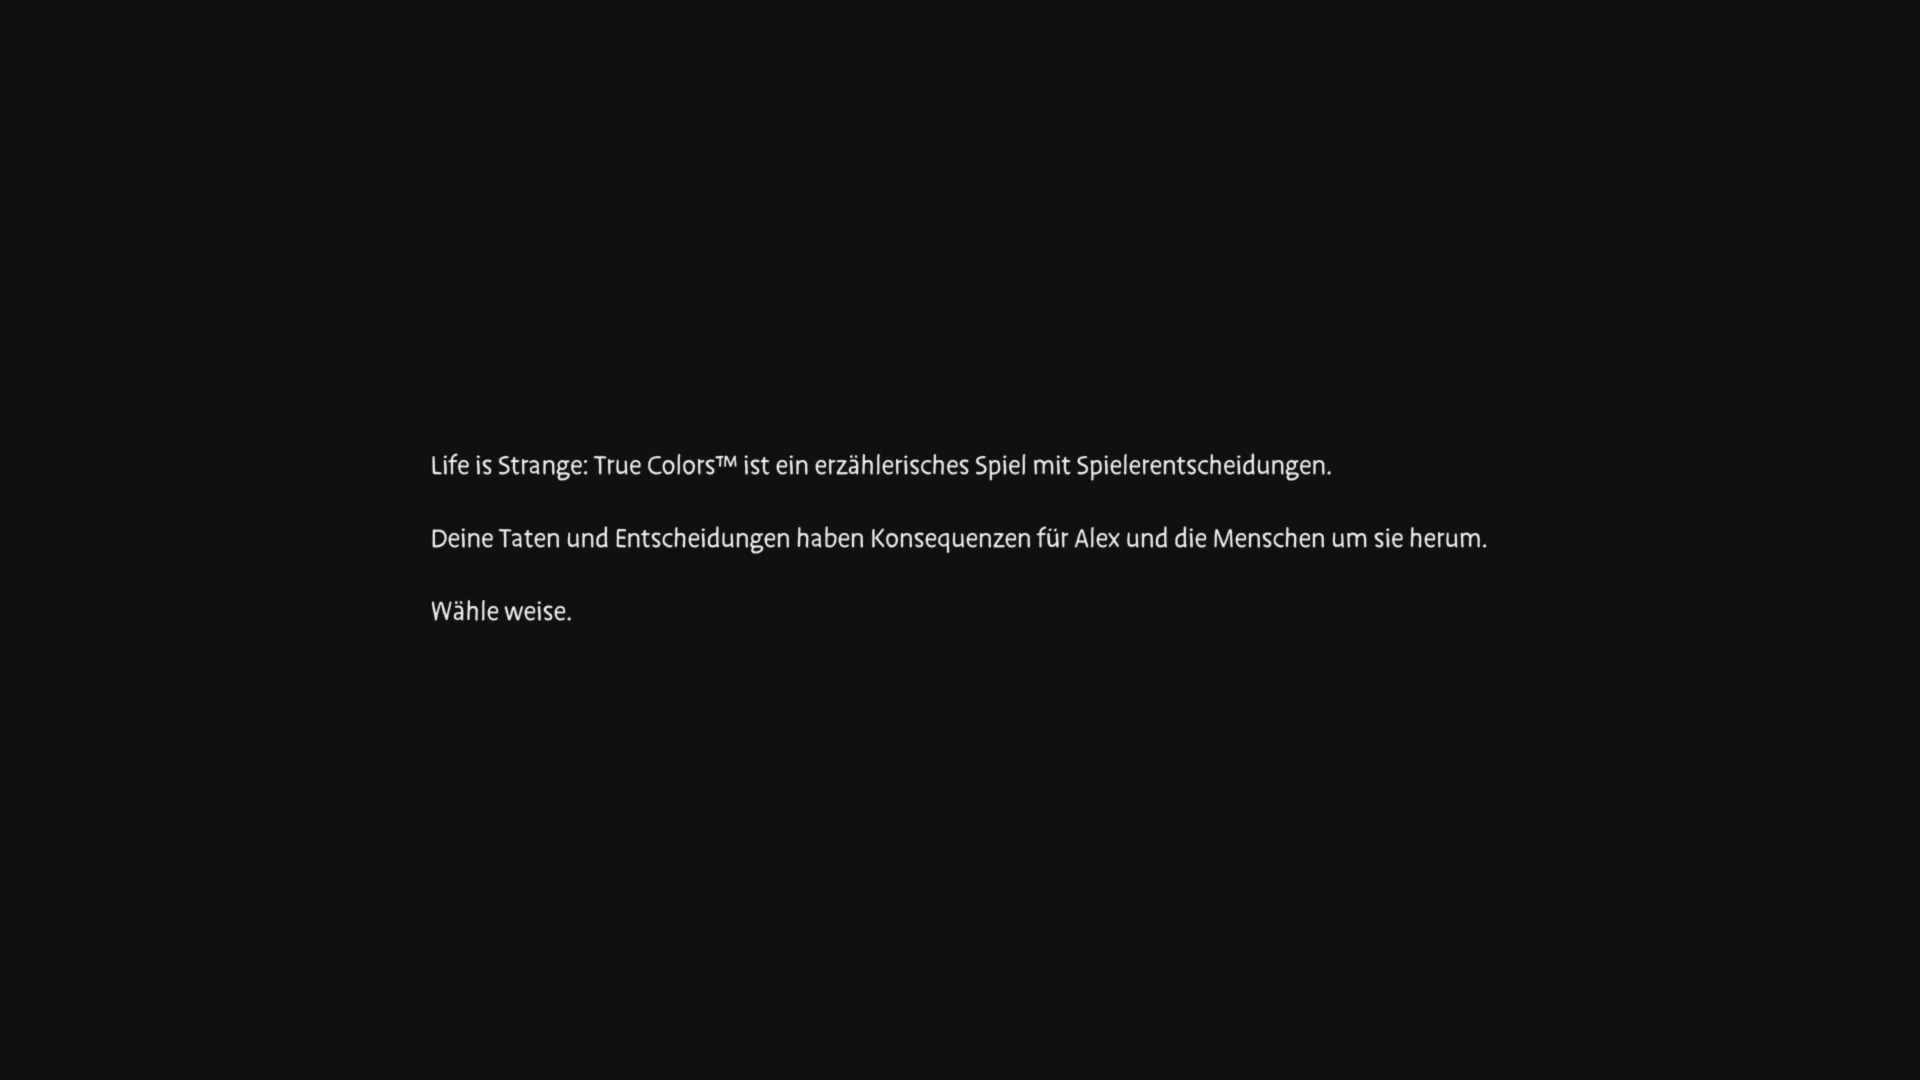 Life is Strange: True Colors™ ist ein erzählerisches Spiel mit Spielerentscheidungen.
Deine Taten und Entscheidungen haben Konsequenzen für Alex und die Menschen um sie herum.
Wähle weise.